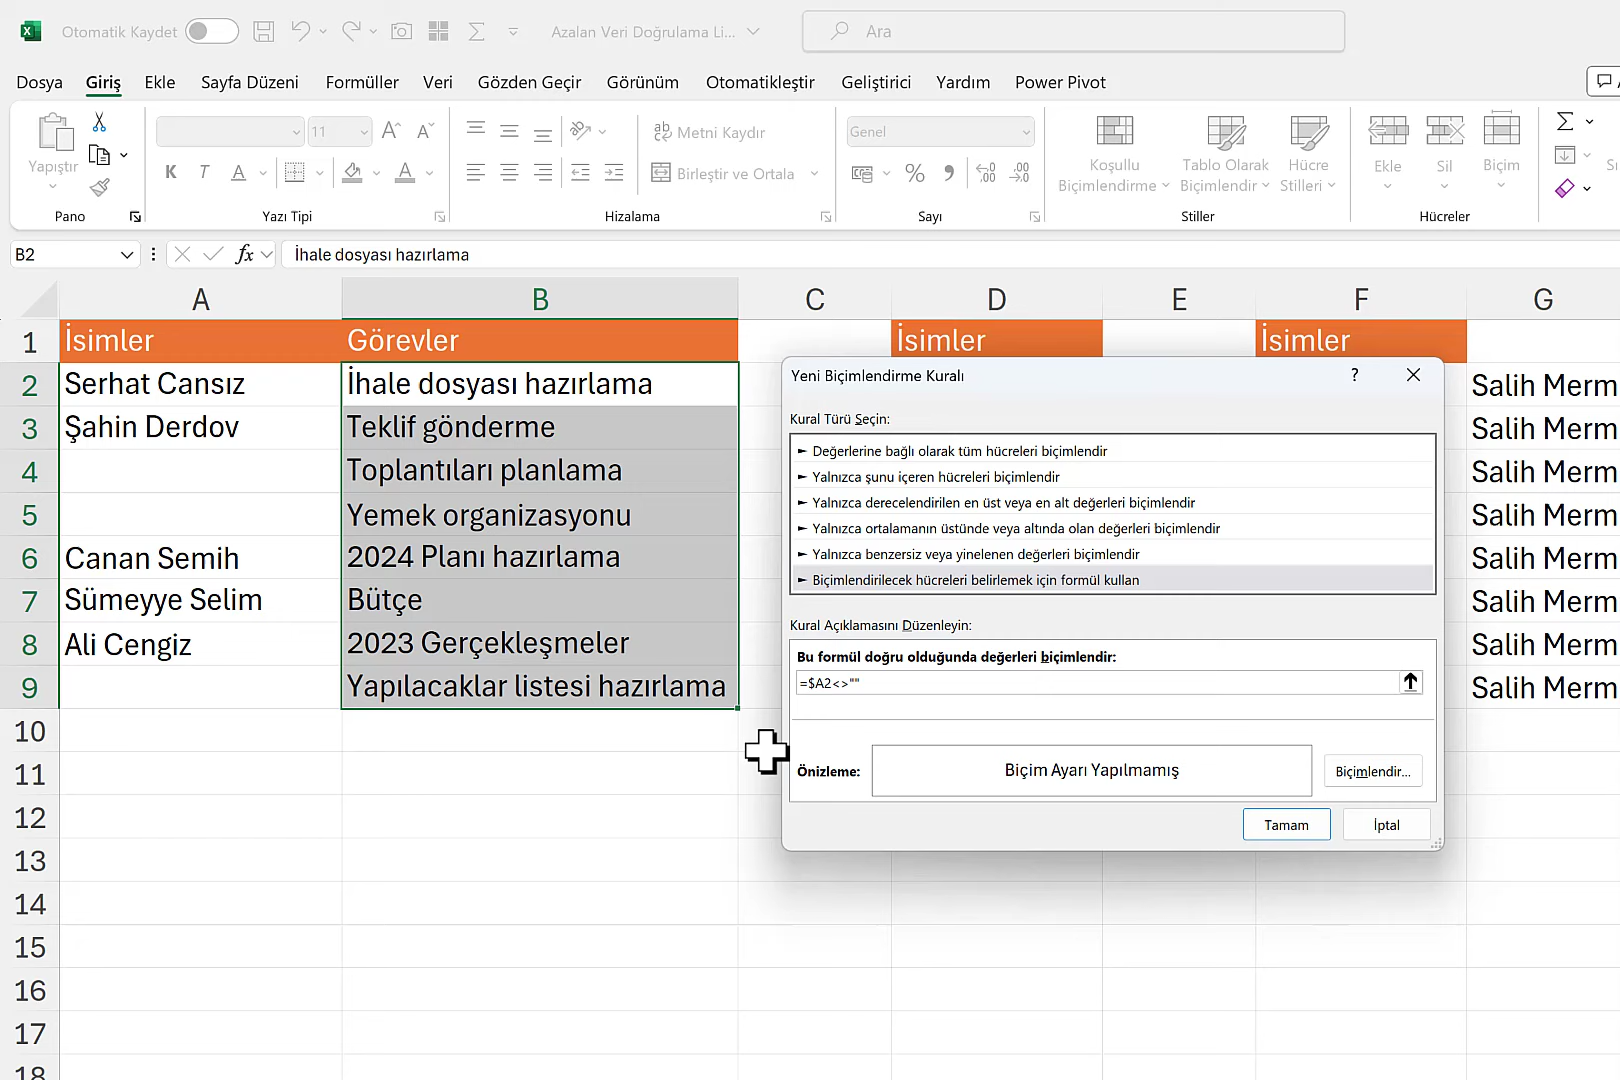 Otomatik Kaydet
Azalan Veri Doğrulama Li...
Ara
Dosya Giriş Ekle Sayfa Düzeni Formüller Veri Gözden Geçir Görünüm Otomatikleştir Geliştirici Yardım Power Pivot
Yapıştır
11
K T A A
Metni Kaydır
Birleştir ve Ortala
Genel
Koşullu
Biçimlendirme
Tablo Olarak
Biçimlendir
Hücre
Stilleri
Ekle
Sil
Biçim
Pano Yazı Tipi Hizalama Sayı Stiller Hücreler
B2
fx
İhale dosyası hazırlama
A B C D E F G
1 İsimler Görevler İsimler İsimler
2 Serhat Cansız İhale dosyası hazırlama Salih Merm
3 Şahin Derdov Teklif gönderme Salih Merm
4 Toplantıları planlama Salih Merm
5 Yemek organizasyonu Salih Merm
6 Canan Semih 2024 Planı hazırlama Salih Merm
7 Sümeyye Selim Bütçe Salih Merm
8 Ali Cengiz 2023 Gerçekleşmeler Salih Merm
9 Yapılacaklar listesi hazırlama Salih Merm
10
11
12
13
14
15
16
17
18
Yeni Biçimlendirme Kuralı ?
Kural Türü Seçin:
► Değerlerine bağlı olarak tüm hücreleri biçimlendir
► Yalnızca şunu içeren hücreleri biçimlendir
► Yalnızca derecelendirilen en üst veya en alt değerleri biçimlendir
► Yalnızca ortalamanın üstünde veya altında olan değerleri biçimlendir
► Yalnızca benzersiz veya yinelenen değerleri biçimlendir
► Biçimlendirilecek hücreleri belirlemek için formül kullan
Kural Açıklamasını Düzenleyin:
Bu formül doğru olduğunda değerleri biçimlendir:
=$A2<>""
Önizleme:
Biçim Ayarı Yapılmamış
Biçimlendir...
Tamam
İptal